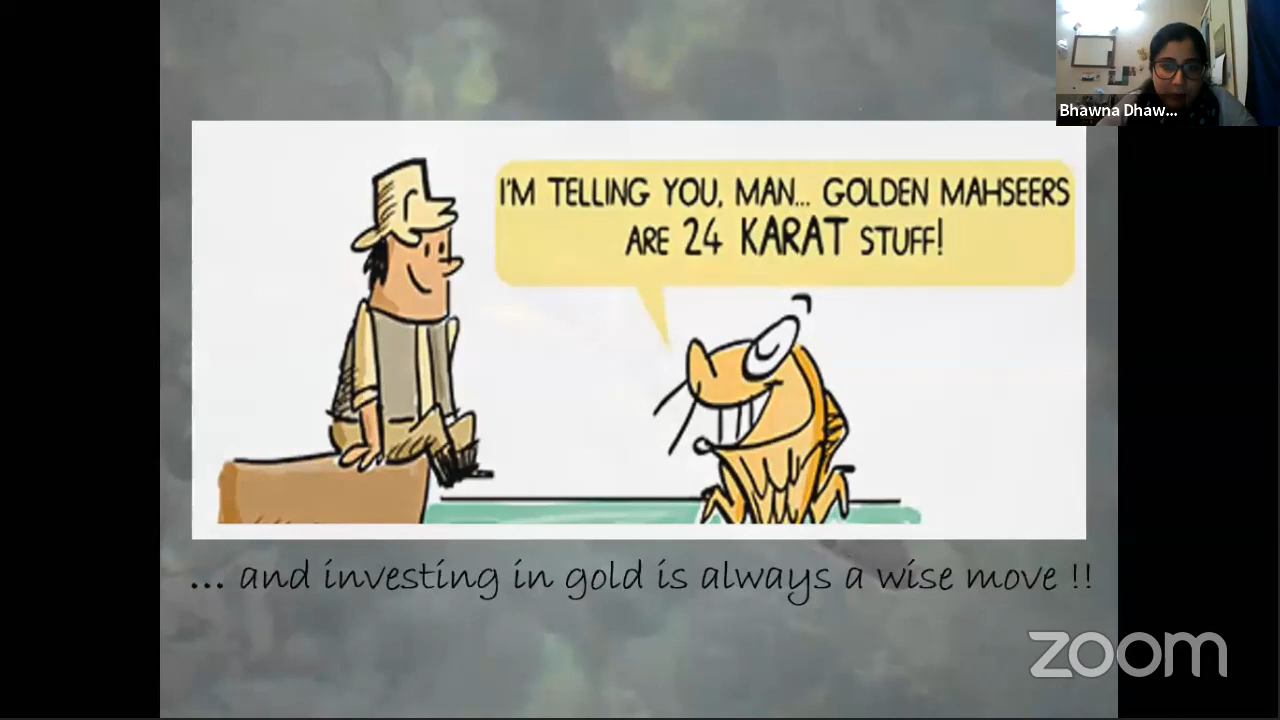 Bhawna Dhaw...
I'M TELLING YOU, MAN... GOLDEN MAHSEERS
ARE 24 KARAT STUFF!
... and investing in gold is always a wise move !!
zoom